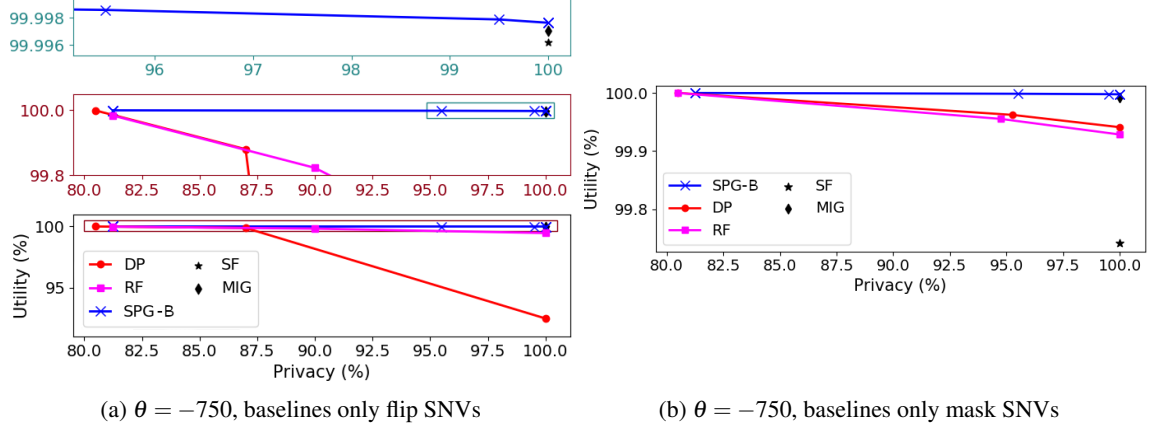 99.998
99.996
96 97 98 99 100
100.0
99.8
80.0 82.5 85.0 87.5 90.0 92.5 95.0 97.5 100.0
100
95
Utility (%)
DP
RF
SPG-B
SF
MIG
80.0 82.5 85.0 87.5 90.0 92.5 95.0 97.5 100.0
Privacy (%)
(a) θ = −750, baselines only flip SNVs
100.0
99.9
99.8
Utility (%)
SPG-B
DP
RF
SF
MIG
80.0 82.5 85.0 87.5 90.0 92.5 95.0 97.5 100.0
Privacy (%)
(b) θ = −750, baselines only mask SNVs